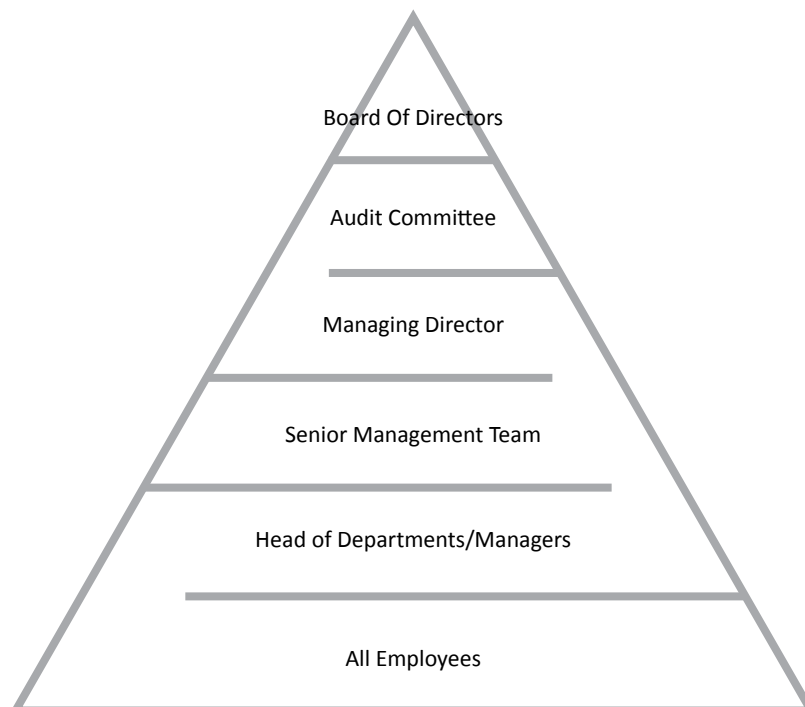 Board Of Directors
Audit Committee
Managing Director
Senior Management Team
Head of Departments/Managers
All Employees